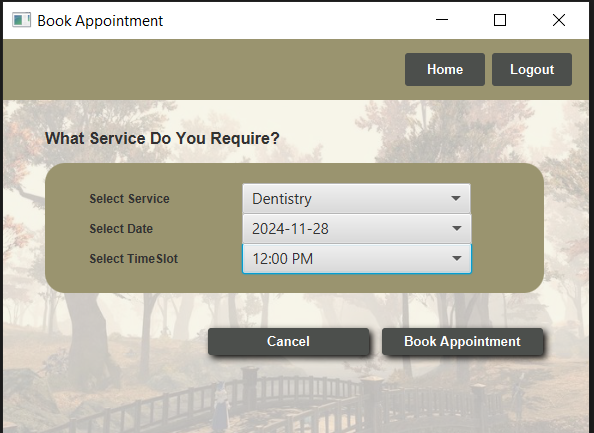 Book Appointment
Home Logout
What Service Do You Require?
Select Service Dentistry
Select Date 2024-11-28
Select TimeSlot 12:00 PM
Cancel Book Appointment